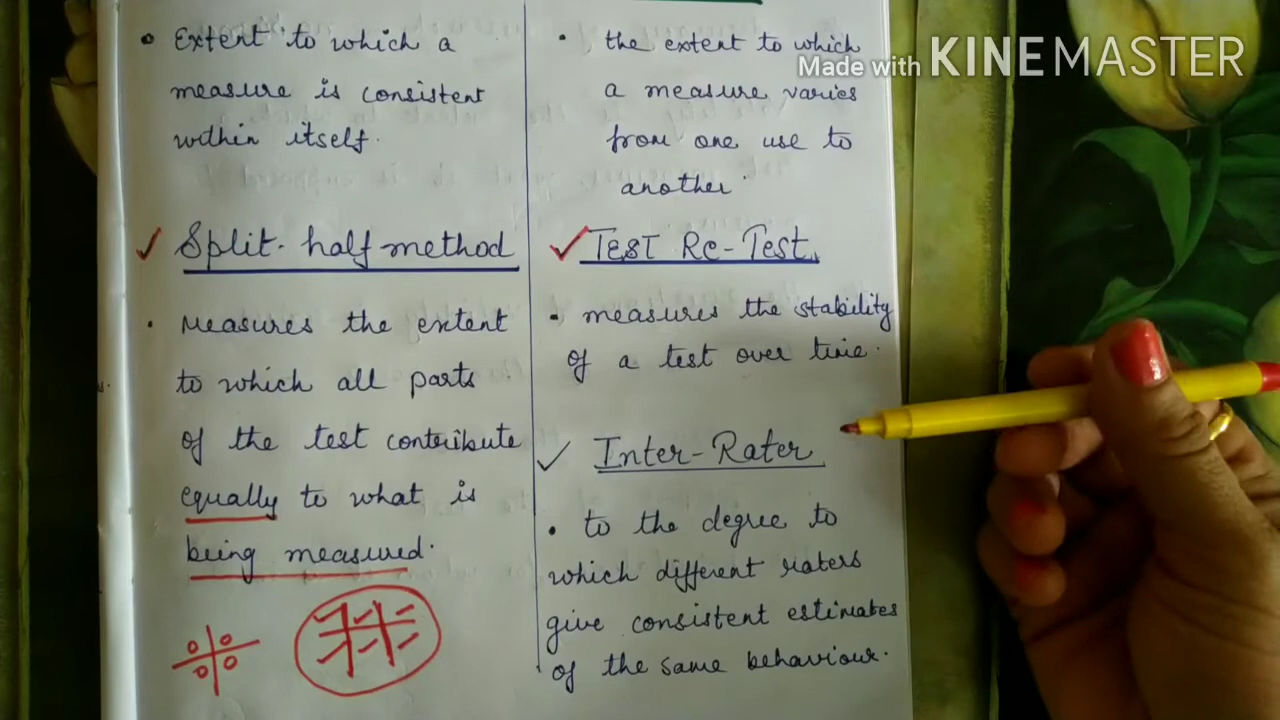 • Extent to which a
measure is consistent
within itself.
✓ Split-half method
• Measures the extent
to which all parts
of the test contribute
equally to what is
being measured.
• the extent to which
a measure varies
from one use to
another.
✓ TEST Re-Test.
• measures the stability
of a test over time.
✓ Inter-Rater
• to the degree to
which different raters
give consistent estimates
of the same behaviour.
Made with KINEMASTER